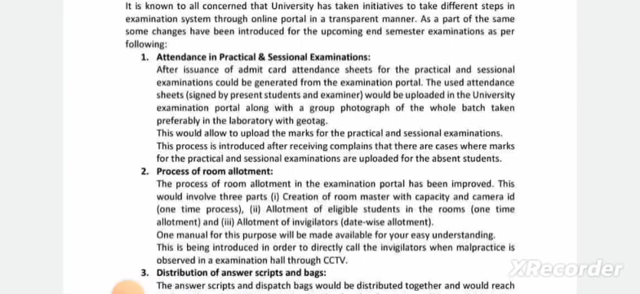 It is known to all concerned that University has taken initiatives to take different steps in
examination system through online portal in a transparent manner. As a part of the same
some changes have been introduced for the upcoming end semester examinations as per
following:
1. Attendance in Practical & Sessional Examinations:
After issuance of admit card attendance sheets for the practical and sessional
examinations could be generated from the examination portal. The used attendance
sheets (signed by present students and examiner) would be uploaded in the University
examination portal along with a group photograph of the whole batch taken
preferably in the laboratory with geotag.
This would allow to upload the marks for the practical and sessional examinations.
This process is introduced after receiving complains that there are cases where marks
for the practical and sessional examinations are uploaded for the absent students.
2. Process of room allotment:
The process of room allotment in the examination portal has been improved. This
would involve three parts (i) Creation of room master with capacity and camera id
(one time process), (ii) Allotment of eligible students in the rooms (one time
allotment) and (iii) Allotment of invigilators (date-wise allotment).
One manual for this purpose will be made available for your easy understanding.
This is being introduced in order to directly call the invigilators when malpractice is
observed in a examination hall through CCTV.
3. Distribution of answer scripts and bags:
The answer scripts and dispatch bags would be distributed together and would reach
XRecorder